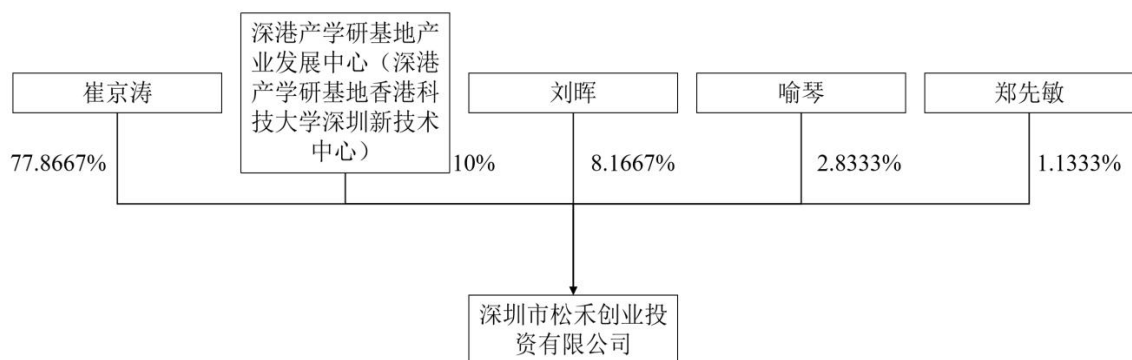 崔京涛
深港产学研基地产
业发展中心（深港
产学研基地香港科
技大学深圳新技术
中心）
刘晖
喻琴
郑先敏
77.8667%
10%
8.1667%
2.8333%
1.1333%
深圳市松禾创业投
资有限公司